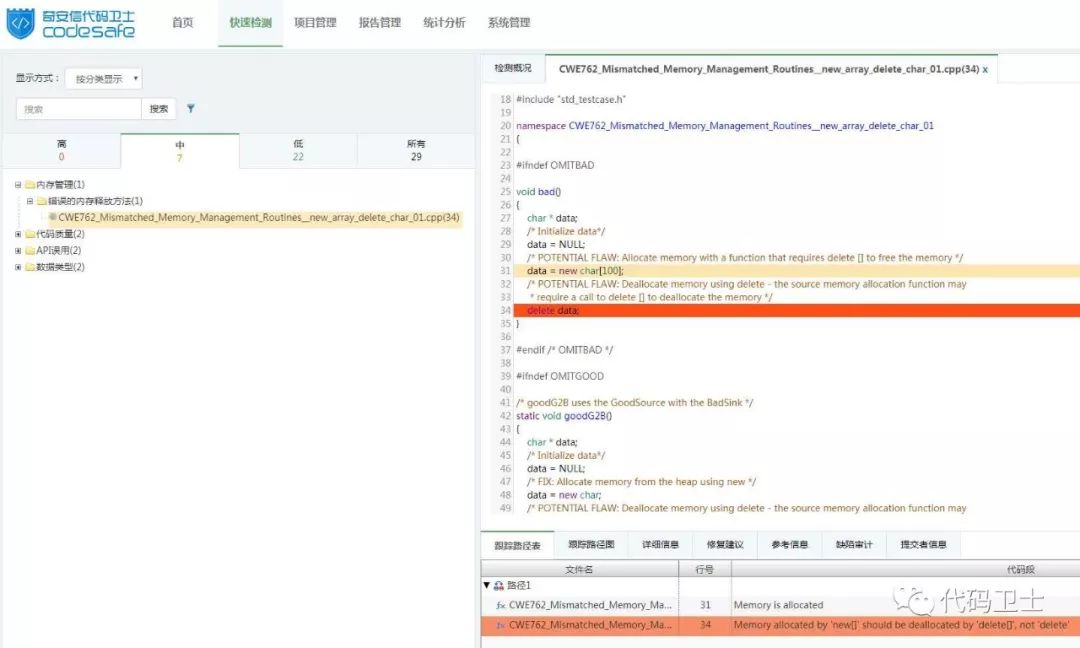 奇安信代码卫士
codesafe
首页 快速检测 项目管理 报告管理 统计分析 系统管理
显示方式： 按分类显示
搜索 搜索
高 中 低 所有
0 7 22 29
内存管理(1)
错误的内存释放方法(1)
CWE762_Mismatched_Memory_Management_Routines__new_array_delete_char_01.cpp(34)
代码质量(2)
API误用(2)
数据类型(2)
检测概况 CWE762_Mismatched_Memory_Management_Routines__new_array_delete_char_01.cpp(34) x
18 #include "std_testcase.h"
19
20 namespace CWE762_Mismatched_Memory_Management_Routines__new_array_delete_char_01
21 {
22
23 #ifndef OMITBAD
24
25 void bad()
26 {
27 char * data;
28 /* Initialize data*/
29 data = NULL;
30 /* POTENTIAL FLAW: Allocate memory with a function that requires delete [] to free the memory */
31 data = new char[100];
32 /* POTENTIAL FLAW: Deallocate memory using delete - the source memory allocation function may
33 * require a call to delete [] to deallocate the memory */
34 delete data;
35 }
36
37 #endif /* OMITBAD */
38
39 #ifndef OMITGOOD
40
41 /* goodG2B uses the GoodSource with the BadSink */
42 static void goodG2B()
43 {
44 char * data;
45 /* Initialize data*/
46 data = NULL;
47 /* FIX: Allocate memory from the heap using new */
48 data = new char;
49 /* POTENTIAL FLAW: Deallocate memory using delete - the source memory allocation function may
跟踪路径表 跟踪路径图 详细信息 修复建议 参考信息 缺陷审计 提交者信息
文件名 行号 代码段
路径1
fx CWE762_Mismatched_Memory_Ma... 31 Memory is allocated
fx CWE762_Mismatched_Memory_Ma... 34 Memory allocated by 'new[]' should be deallocated by 'delete[]', not 'delete'
代码卫士